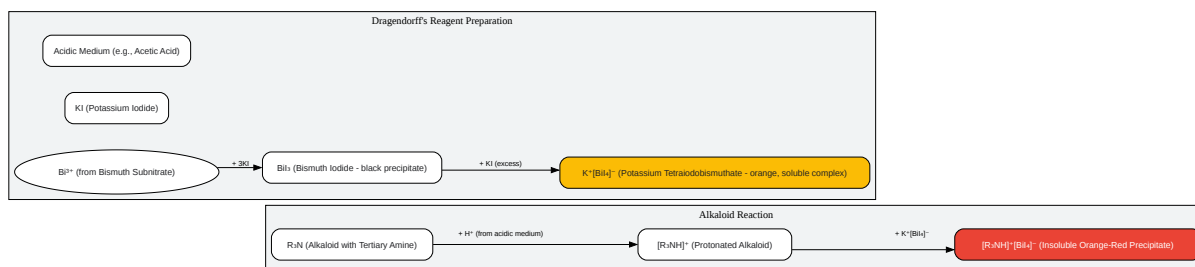 Dragendorff's Reagent Preparation
Acidic Medium (e.g., Acetic Acid)
KI (Potassium Iodide)
Bi³⁺ (from Bismuth Subnitrate)
+ 3KI
BiI₃ (Bismuth Iodide - black precipitate)
+ KI (excess)
K⁺[BiI₄]⁻ (Potassium Tetraiodobismuthate - orange, soluble complex)
Alkaloid Reaction
R₃N (Alkaloid with Tertiary Amine)
+ H⁺ (from acidic medium)
[R₃NH]⁺ (Protonated Alkaloid)
+ K⁺[BiI₄]⁻
[R₃NH]⁺[BiI₄]⁻ (Insoluble Orange-Red Precipitate)